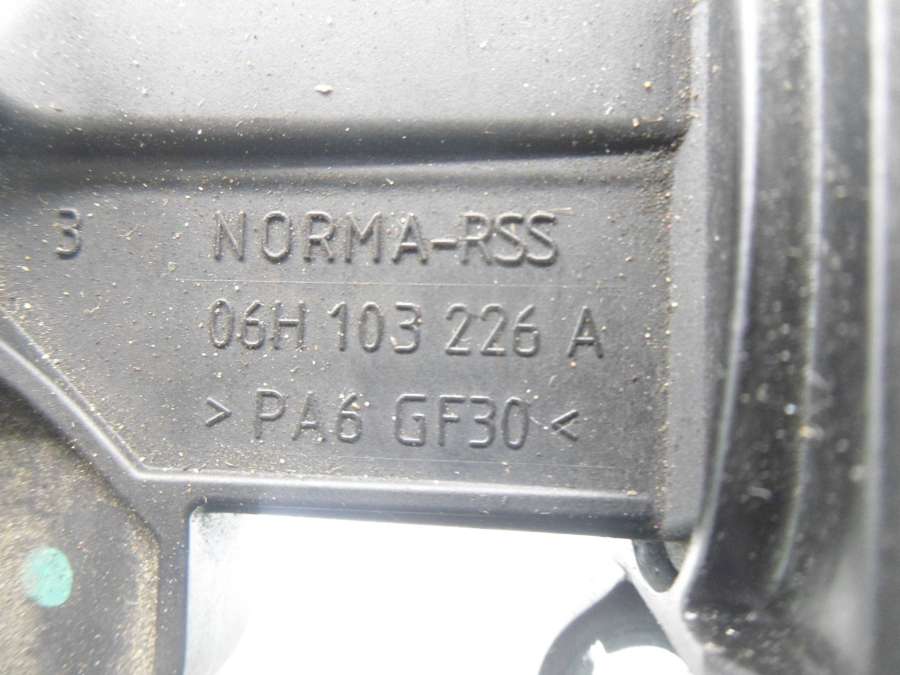 3 NORMA-RSS
06H 103 226 A
> PA6 GF30 <